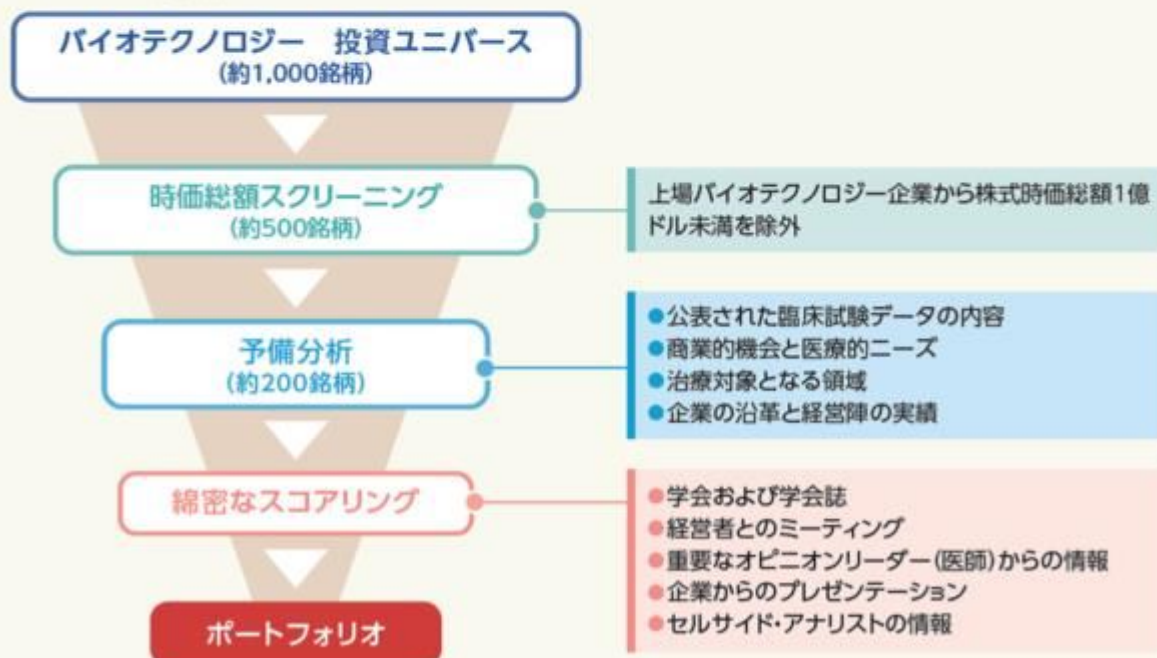 バイオテクノロジー　投資ユニバース
(約1,000銘柄)
時価総額スクリーニング
(約500銘柄)
上場バイオテクノロジー企業から株式時価総額1億
ドル未満を除外
予備分析
(約200銘柄)
●公表された臨床試験データの内容
●商業的機会と医療的ニーズ
●治療対象となる領域
●企業の沿革と経営陣の実績
綿密なスコアリング
●学会および学会誌
●経営者とのミーティング
●重要なオピニオンリーダー(医師)からの情報
●企業からのプレゼンテーション
●セルサイド・アナリストの情報
ポートフォリオ